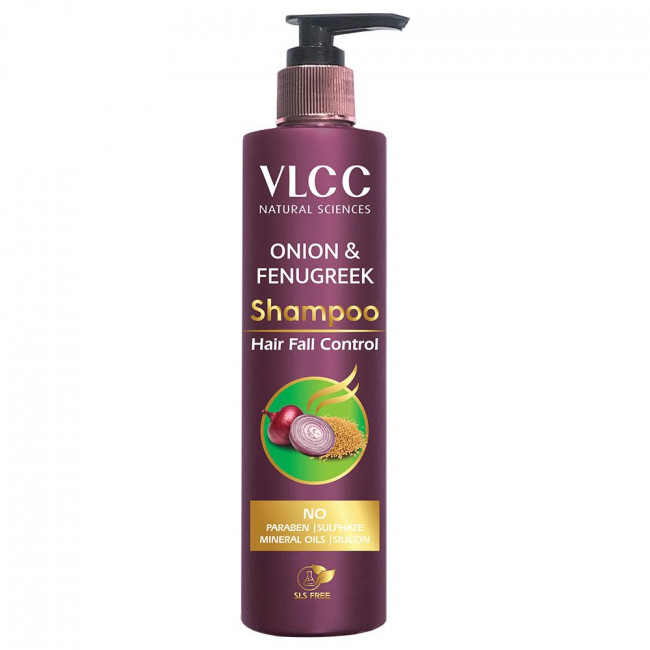 VLCC
NATURAL SCIENCES
ONION &
FENUGREEK
Shampoo
Hair Fall Control
NO
PARABEN | SULPHATE
MINERAL OILS | SILICON
SLS FREE